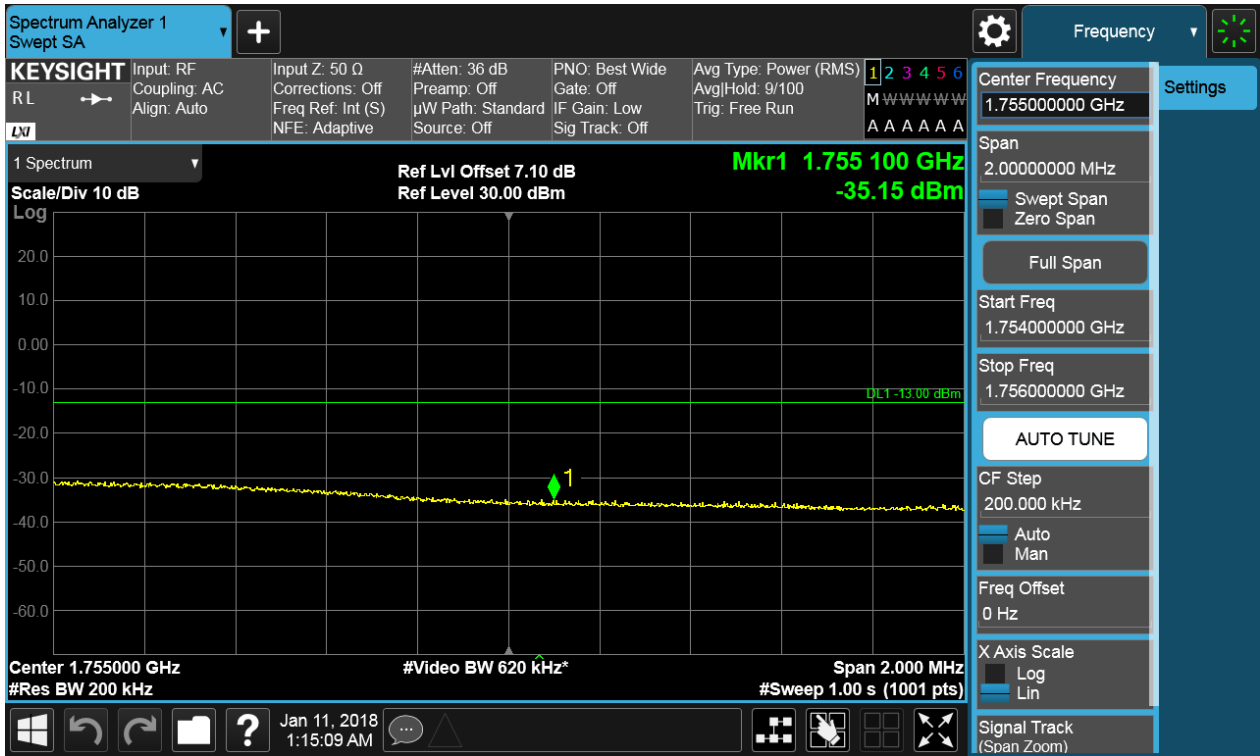 Spectrum Analyzer 1
Swept SA
+
Frequency
KEYSIGHT
RL
LXI
Input: RF
Coupling: AC
Align: Auto
Input Z: 50 Ω
Corrections: Off
Freq Ref: Int (S)
NFE: Adaptive
#Atten: 36 dB
Preamp: Off
µW Path: Standard
Source: Off
PNO: Best Wide
Gate: Off
IF Gain: Low
Sig Track: Off
Avg Type: Power (RMS)
Avg|Hold: 9/100
Trig: Free Run
1 2 3 4 5 6
M W W W W W
A A A A A A
1 Spectrum
Scale/Div 10 dB
Log
Ref Lvl Offset 7.10 dB
Ref Level 30.00 dBm
Mkr1 1.755 100 GHz
-35.15 dBm
20.0
10.0
0.00
-10.0
DL1 -13.00 dBm
-20.0
-30.0
1
-40.0
-50.0
-60.0
Center 1.755000 GHz
#Video BW 620 kHz*
Span 2.000 MHz
#Res BW 200 kHz
#Sweep 1.00 s (1001 pts)
Center Frequency
1.755000000 GHz
Settings
Span
2.00000000 MHz
Swept Span
Zero Span
Full Span
Start Freq
1.754000000 GHz
Stop Freq
1.756000000 GHz
AUTO TUNE
CF Step
200.000 kHz
Auto
Man
Freq Offset
0 Hz
X Axis Scale
Log
Lin
Signal Track
(Span Zoom)
?
Jan 11, 2018
1:15:09 AM